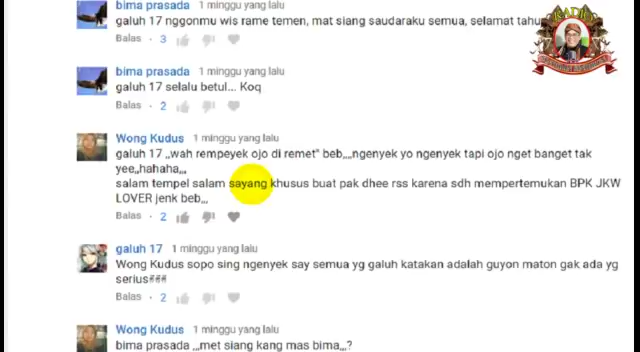 bima prasada 1 minggu yang lalu
galuh 17 nggonmu wis rame temen, mat siang saudaraku semua, selamat tahu
Balas · 3
bima prasada 1 minggu yang lalu
galuh 17 selalu betul... Koq
Balas · 2
Wong Kudus 1 minggu yang lalu
galuh 17 ,,wah rempeyek ojo di remet" beb,,,,ngenyek yo ngenyek tapi ojo nget banget tak
yee,,hahaha,,,
salam tempel salam sayang khusus buat pak dhee rss karena sdh mempertemukan BPK JKW
LOVER jenk beb,,,
Balas · 2
galuh 17 1 minggu yang lalu
Wong Kudus sopo sing ngenyek say semua yg galuh katakan adalah guyon maton gak ada yg
serius###
Balas · 2
Wong Kudus 1 minggu yang lalu
bima prasada ,,,met siang kang mas bima,,,?
RADIO